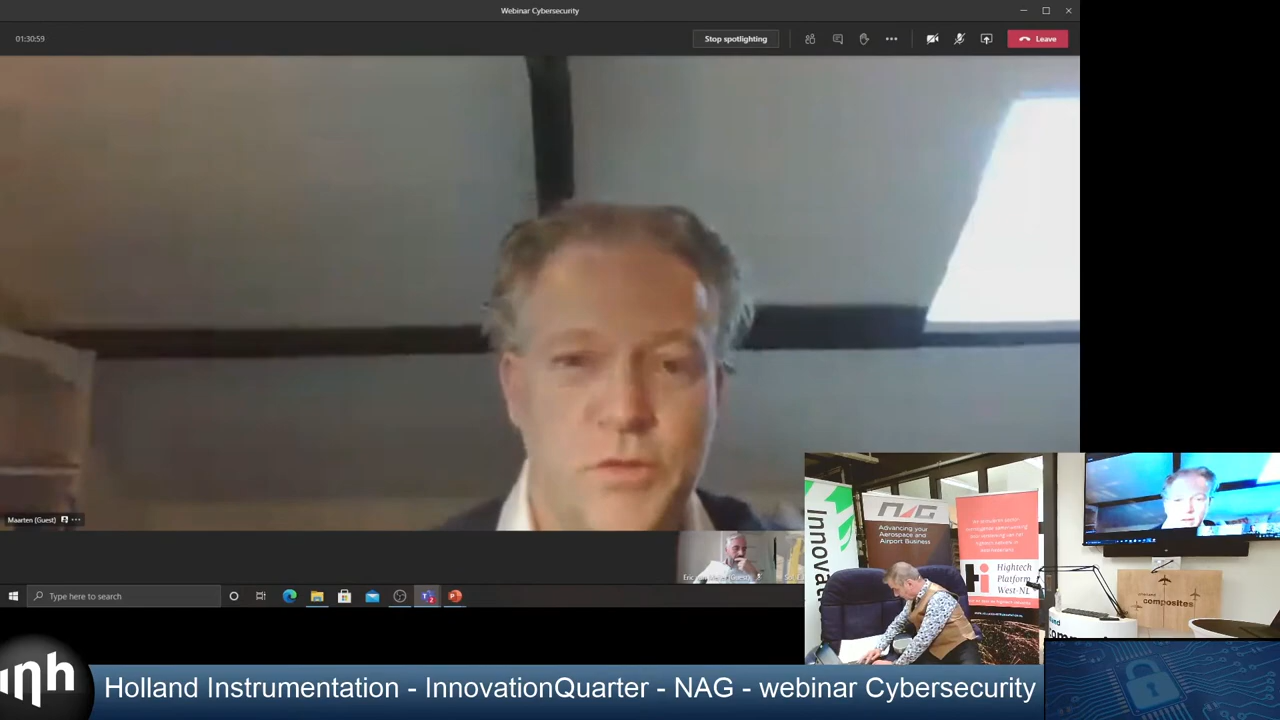 Webinar Cybersecurity
01:30:59
Stop spotlighting
Leave
Maarten (Guest)
Type here to search
Innovat
NAG
Advancing your
Aerospace and
Airport Business
Hightech
Platform
West-NL
composites
ınh
Holland Instrumentation - InnovationQuarter - NAG - webinar Cybersecurity